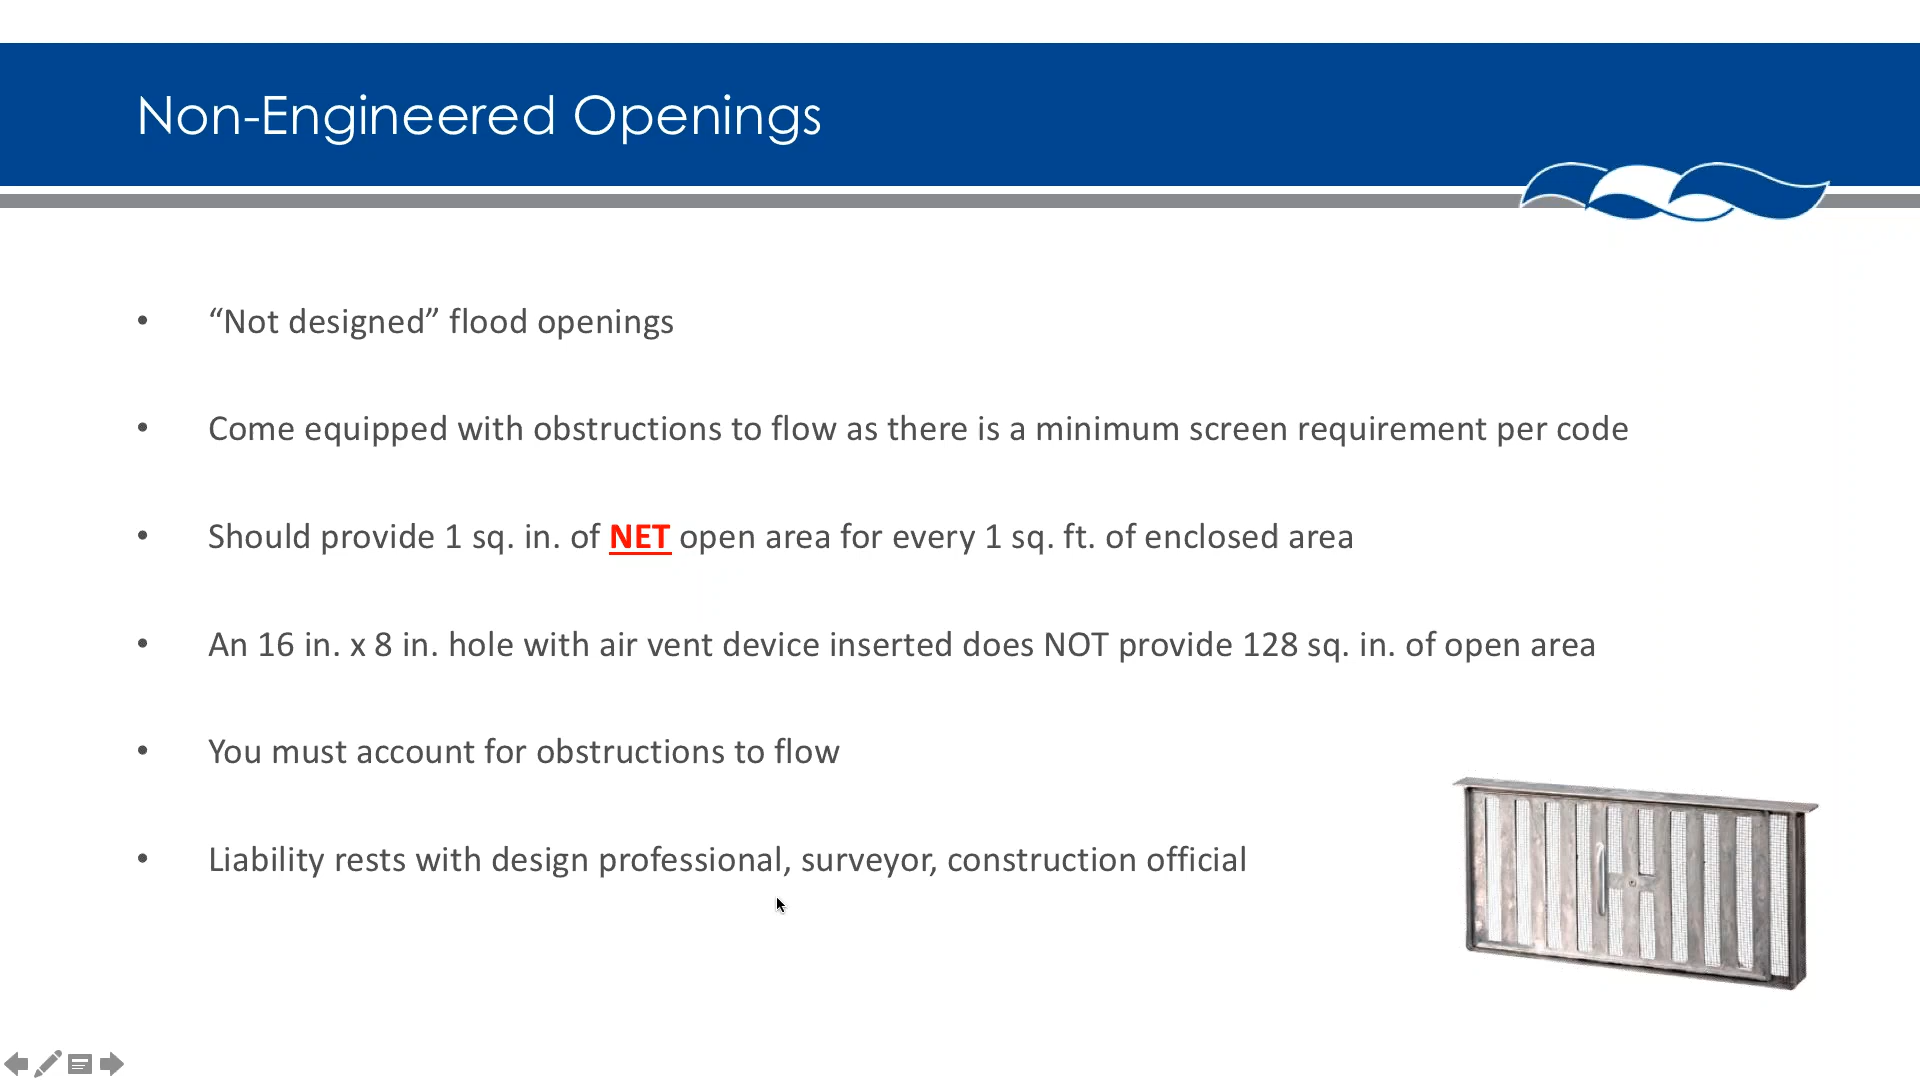 Non-Engineered Openings
• “Not designed” flood openings
• Come equipped with obstructions to flow as there is a minimum screen requirement per code
• Should provide 1 sq. in. of NET open area for every 1 sq. ft. of enclosed area
• An 16 in. x 8 in. hole with air vent device inserted does NOT provide 128 sq. in. of open area
• You must account for obstructions to flow
• Liability rests with design professional, surveyor, construction official